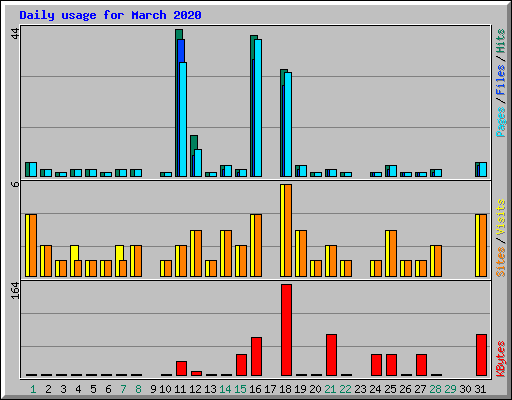 Daily usage for March 2020
44
Pages / Files / Hits
6
Sites / Visits
164
KBytes
1 2 3 4 5 6 7 8 9 10 11 12 13 14 15 16 17 18 19 20 21 22 23 24 25 26 27 28 29 30 31